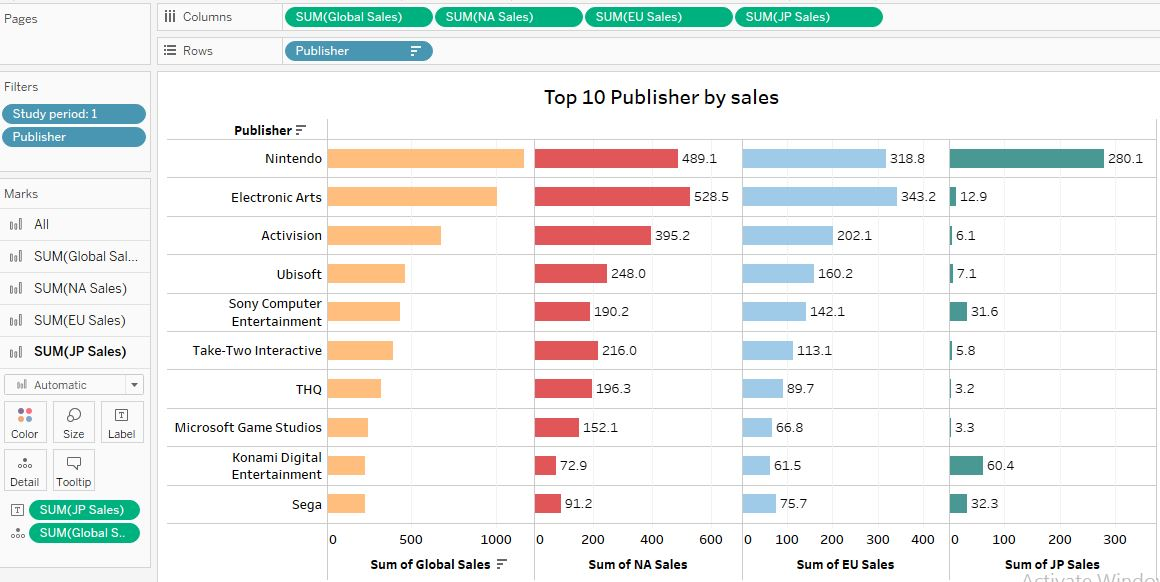 Pages
Columns
SUM(Global Sales) SUM(NA Sales) SUM(EU Sales) SUM(JP Sales)
Rows
Publisher
Filters
Study period: 1
Publisher
Marks
All
SUM(Global Sal...
SUM(NA Sales)
SUM(EU Sales)
SUM(JP Sales)
Automatic
Color Size Label
Detail Tooltip
SUM(JP Sales)
SUM(Global S..
Top 10 Publisher by sales
Publisher
Nintendo 489.1 318.8 280.1
Electronic Arts 528.5 343.2 12.9
Activision 395.2 202.1 6.1
Ubisoft 248.0 160.2 7.1
Sony Computer
Entertainment 190.2 142.1 31.6
Take-Two Interactive 216.0 113.1 5.8
THQ 196.3 89.7 3.2
Microsoft Game Studios 152.1 66.8 3.3
Konami Digital
Entertainment 72.9 61.5 60.4
Sega 91.2 75.7 32.3
0 500 1000 0 200 400 600 0 100 200 300 400 0 100 200 300
Sum of Global Sales Sum of NA Sales Sum of EU Sales Sum of JP Sales
Activate Windo